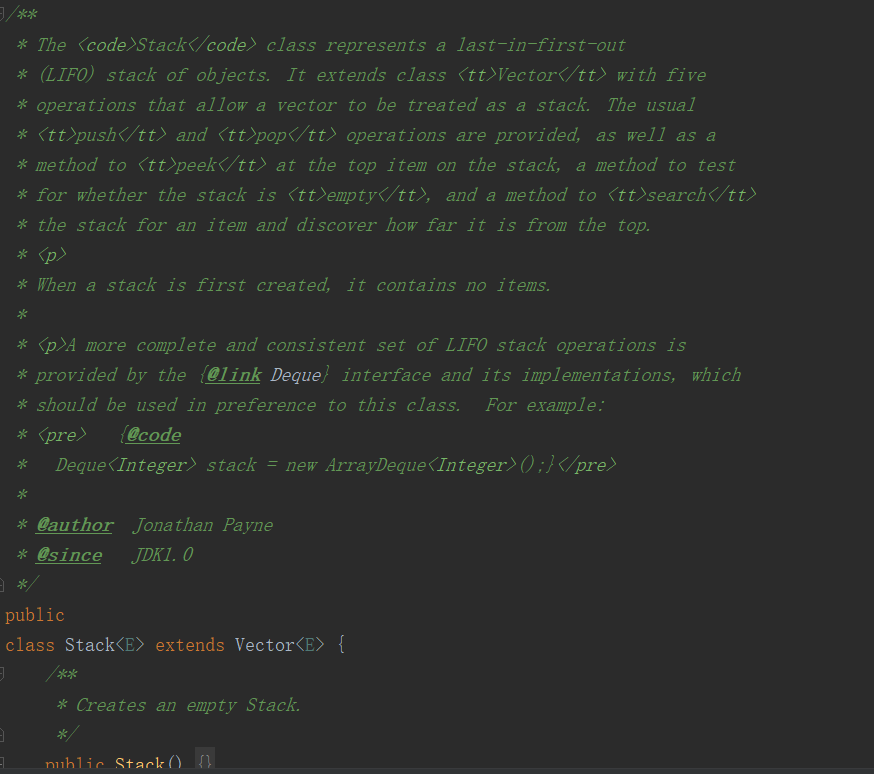 /**
* The <code>Stack</code> class represents a last-in-first-out
* (LIFO) stack of objects. It extends class <tt>Vector</tt> with five
* operations that allow a vector to be treated as a stack. The usual
* <tt>push</tt> and <tt>pop</tt> operations are provided, as well as a
* method to <tt>peek</tt> at the top item on the stack, a method to test
* for whether the stack is <tt>empty</tt>, and a method to <tt>search</tt>
* the stack for an item and discover how far it is from the top.
* <p>
* When a stack is first created, it contains no items.
*
* <p>A more complete and consistent set of LIFO stack operations is
* provided by the {@link Deque} interface and its implementations, which
* should be used in preference to this class.  For example:
* <pre>   {@code
*   Deque<Integer> stack = new ArrayDeque<Integer>();}</pre>
*
* @author  Jonathan Payne
* @since   JDK1.0
*/
public
class Stack<E> extends Vector<E> {
/**
* Creates an empty Stack.
*/
public Stack() {}